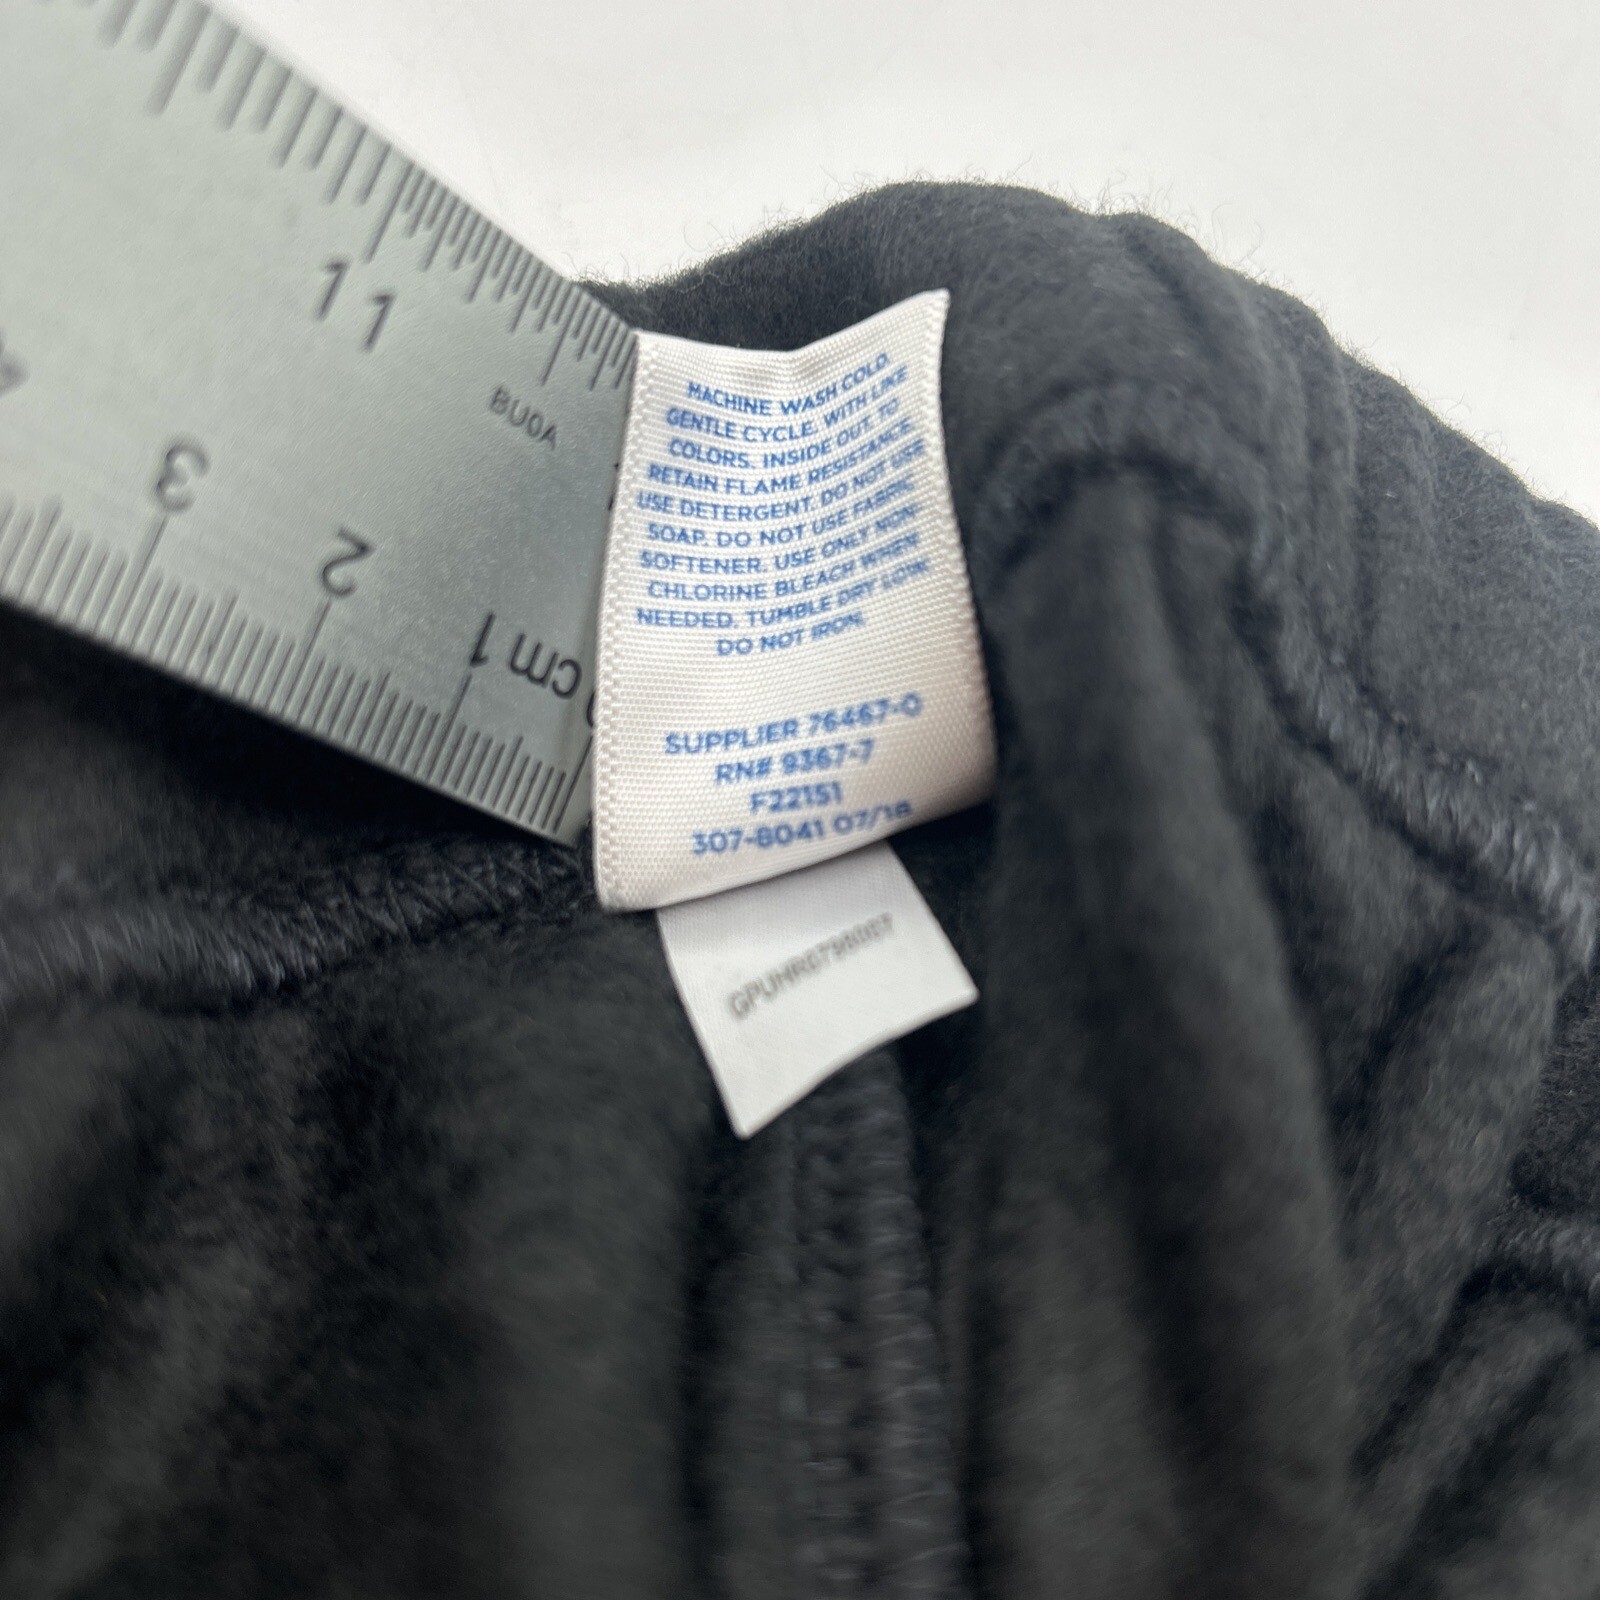 11
BU0A
3
2
1 cm
MACHINE WASH COLD,
GENTLE CYCLE, WITH LIKE
COLORS, INSIDE OUT. TO
RETAIN FLAME RESISTANCE,
USE DETERGENT. DO NOT USE
SOAP. DO NOT USE FABRIC
SOFTENER. USE ONLY NON-
CHLORINE BLEACH WHEN
NEEDED. TUMBLE DRY LOW.
DO NOT IRON.
SUPPLIER 76467-0
RN# 9367-7
F22151
307-8041 07/18